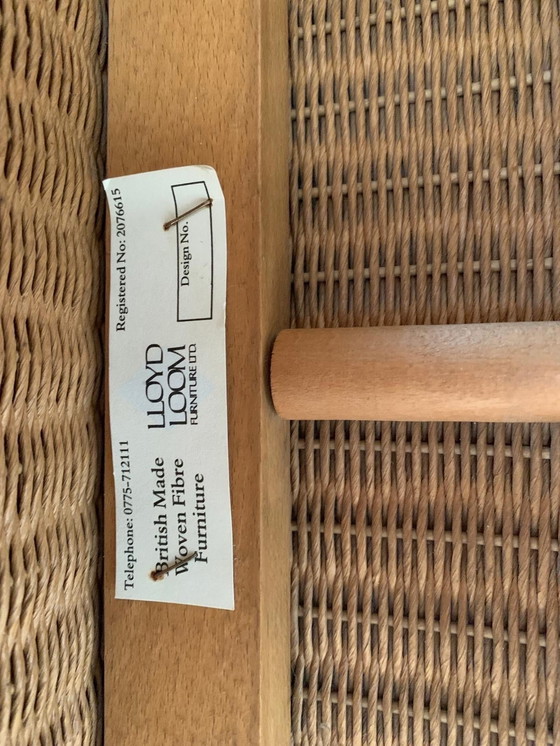 Telephone: 0775-712111
Registered No: 2076615
British Made
Woven Fibre
Furniture
LLOYD
LOOM
FURNITURE LTD.
Design No.